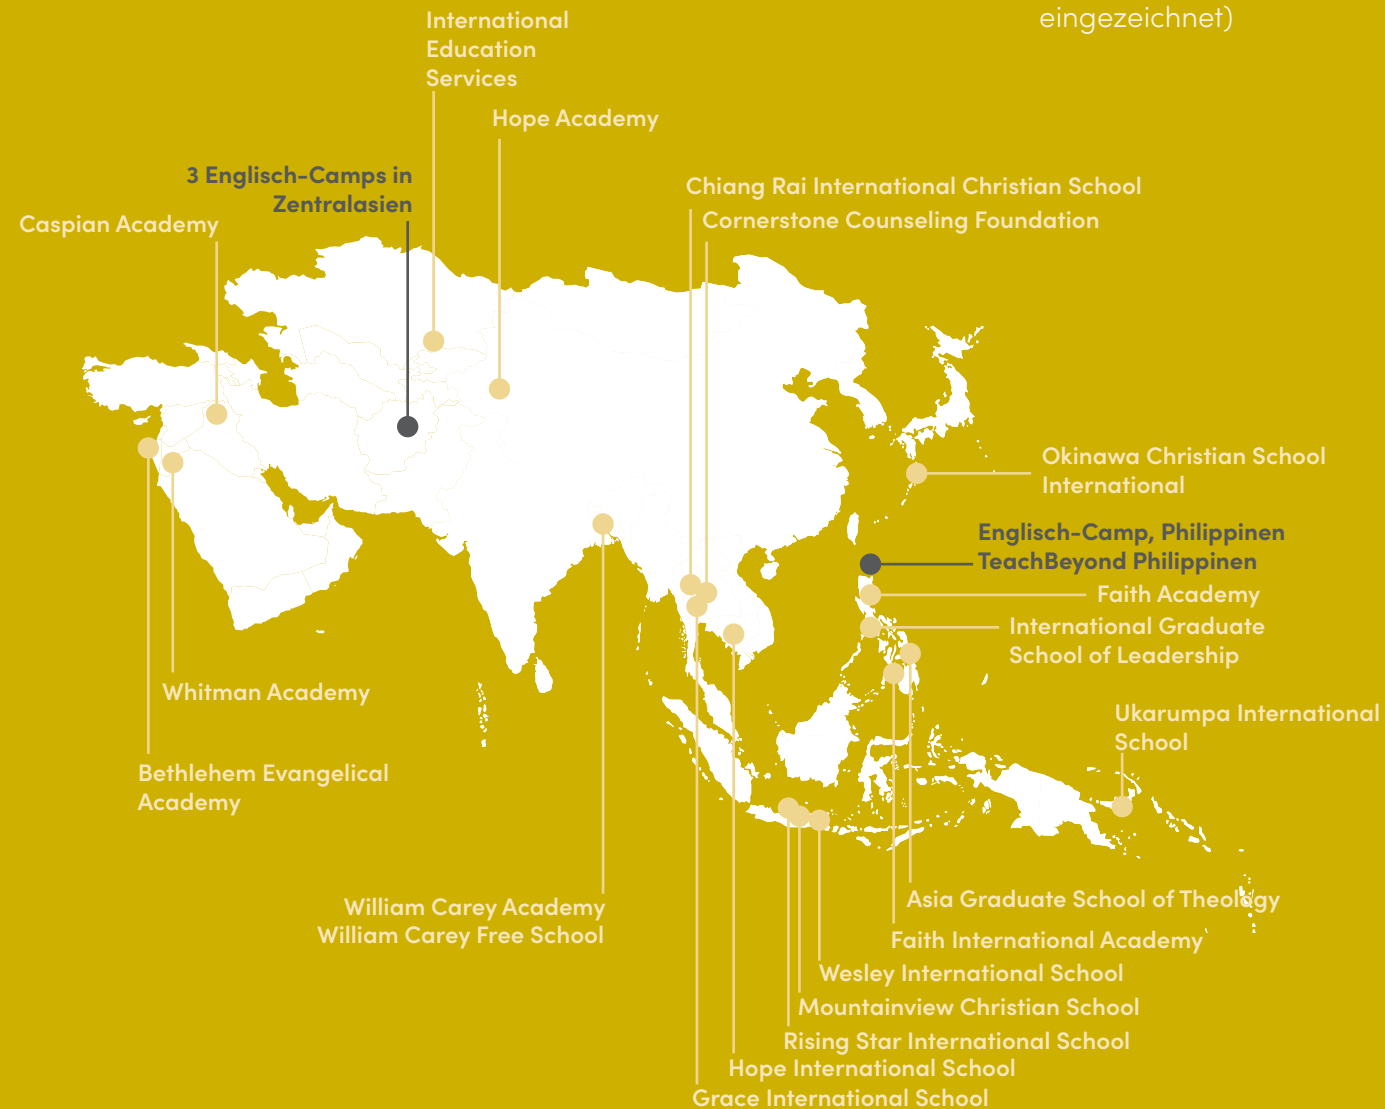 eingezeichnet)
International
Education
Services
Hope Academy
3 Englisch-Camps in
Zentralasien
Chiang Rai International Christian School
Cornerstone Counseling Foundation
Caspian Academy
Okinawa Christian School
International
Englisch-Camp, Philippinen
TeachBeyond Philippinen
Faith Academy
International Graduate
School of Leadership
Whitman Academy
Ukarumpa International
School
Bethlehem Evangelical
Academy
William Carey Academy
William Carey Free School
Asia Graduate School of Theology
Faith International Academy
Wesley International School
Mountainview Christian School
Rising Star International School
Hope International School
Grace International School